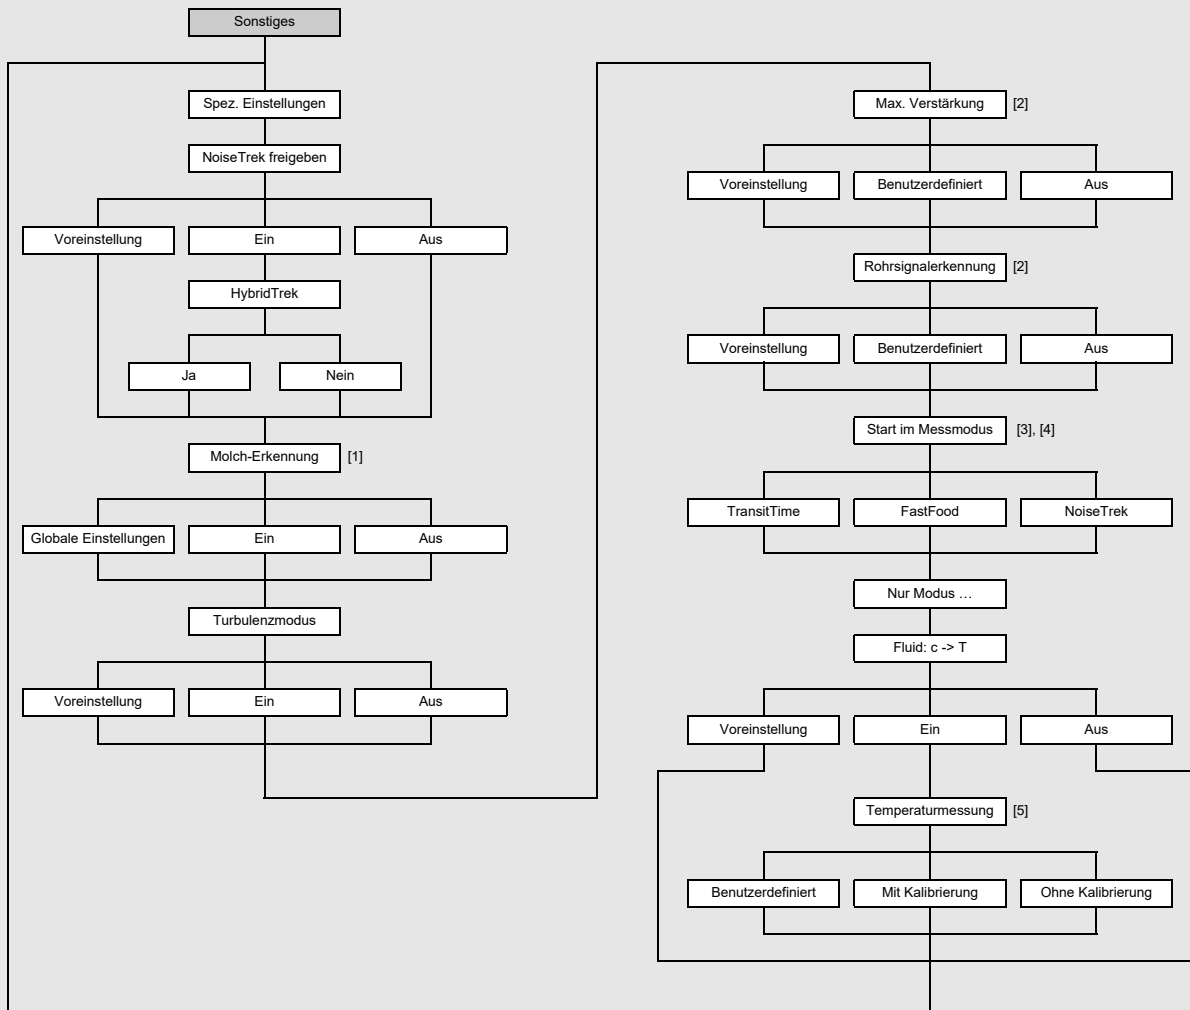 Sonstiges
Spez. Einstellungen
NoiseTrek freigeben
Voreinstellung
Ein
Aus
HybridTrek
Ja
Nein
Molch-Erkennung [1]
Globale Einstellungen
Ein
Aus
Turbulenzmodus
Voreinstellung
Ein
Aus
Max. Verstärkung [2]
Voreinstellung
Benutzerdefiniert
Aus
Rohrsignalerkennung [2]
Voreinstellung
Benutzerdefiniert
Aus
Start im Messmodus [3], [4]
TransitTime
FastFood
NoiseTrek
Nur Modus …
Fluid: c -> T
Voreinstellung
Ein
Aus
Temperaturmessung [5]
Benutzerdefiniert
Mit Kalibrierung
Ohne Kalibrierung